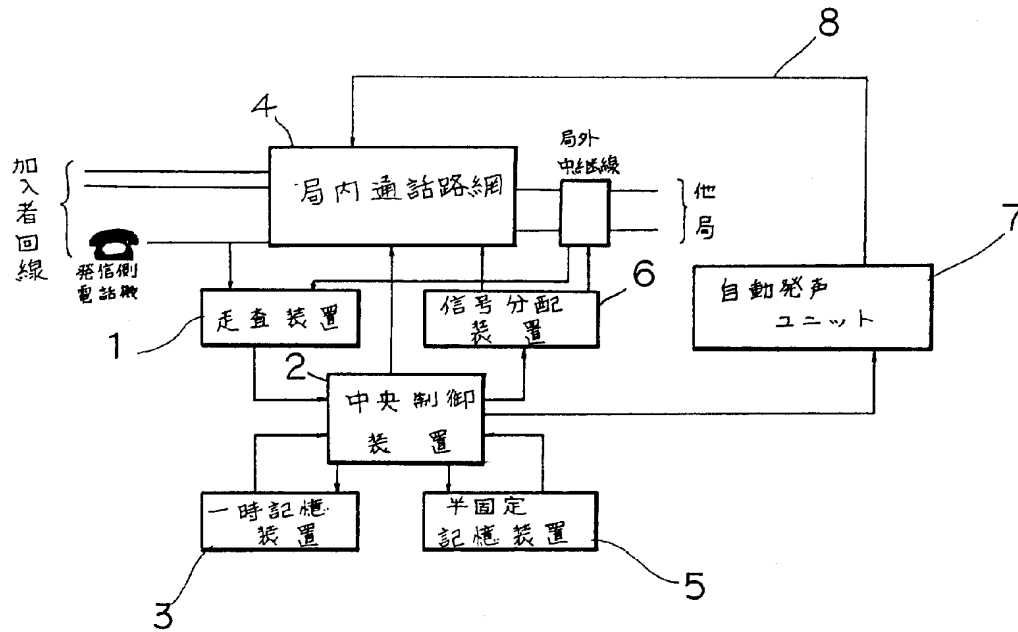 8
4
局外
中継線
加入者回線
局内通話路網
他局
7
発信側
電話機
6
自動発声
ユニット
走査装置
信号分配
装置
1
2
中央制御
装置
一時記憶
装置
半固定
記憶装置
3
5